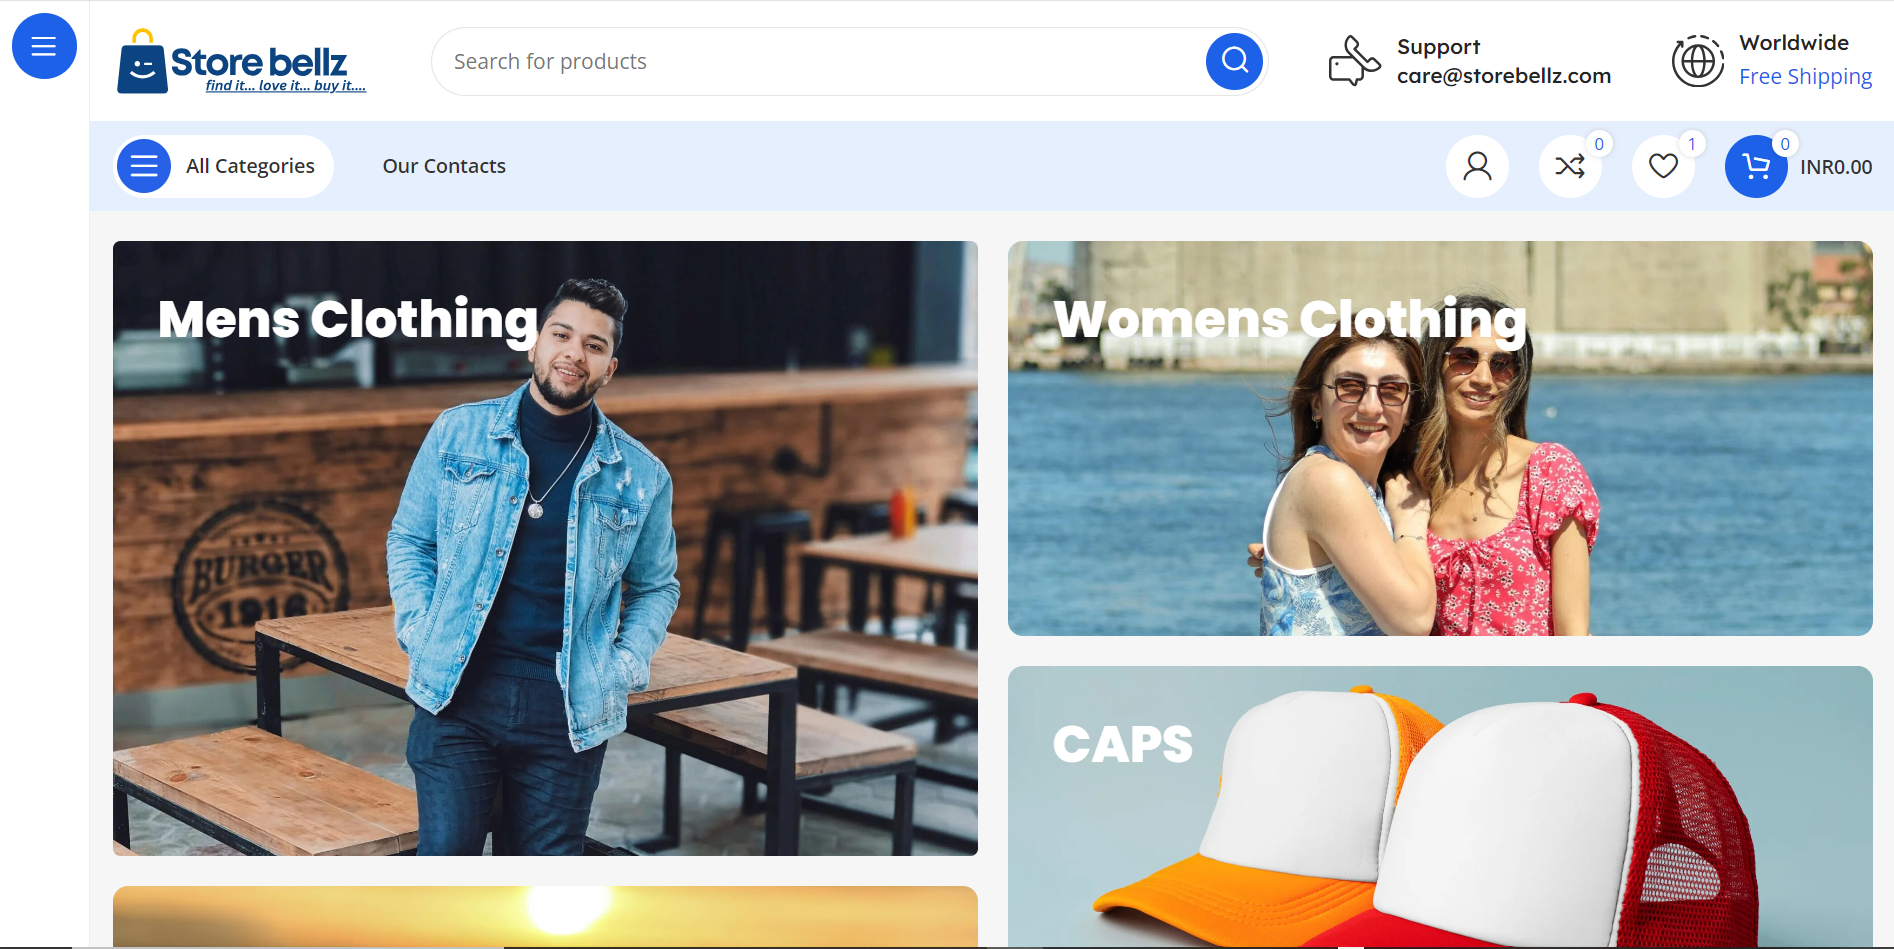 Store bellz
find it... love it... buy it....
Search for products
Support
care@storebellz.com
Worldwide
Free Shipping
All Categories
Our Contacts
0
1
0
INR0.00
Mens Clothing
Womens Clothing
BURGER
1916
CAPS